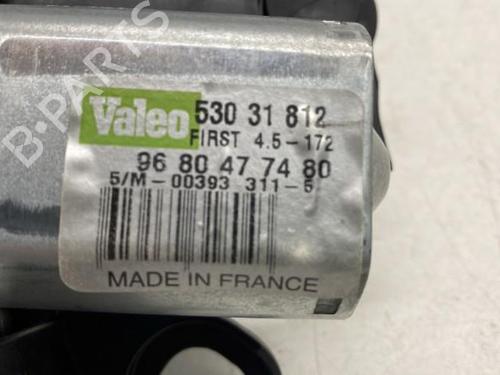 Valeo 530 31 812
FIRST 4.5-172
96 80 47 74 80
5/M-00393 311-5
MADE IN FRANCE
B-PARTS